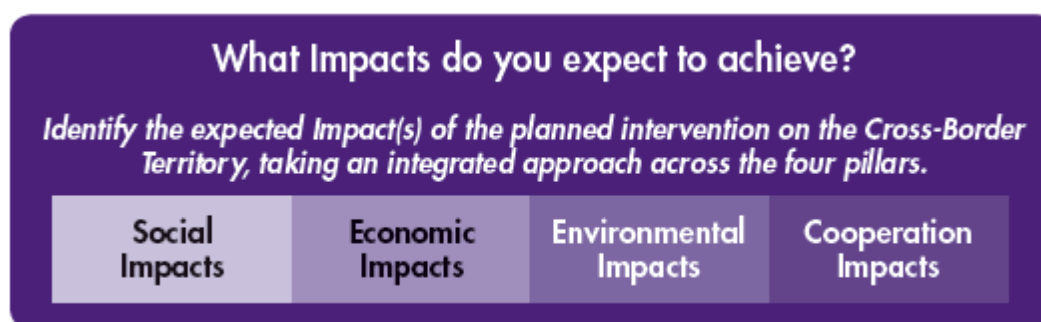 What Impacts do you expect to achieve?
Identify the expected Impact(s) of the planned intervention on the Cross-Border
Territory, taking an integrated approach across the four pillars.
Social
Impacts
Economic
Impacts
Environmental
Impacts
Cooperation
Impacts